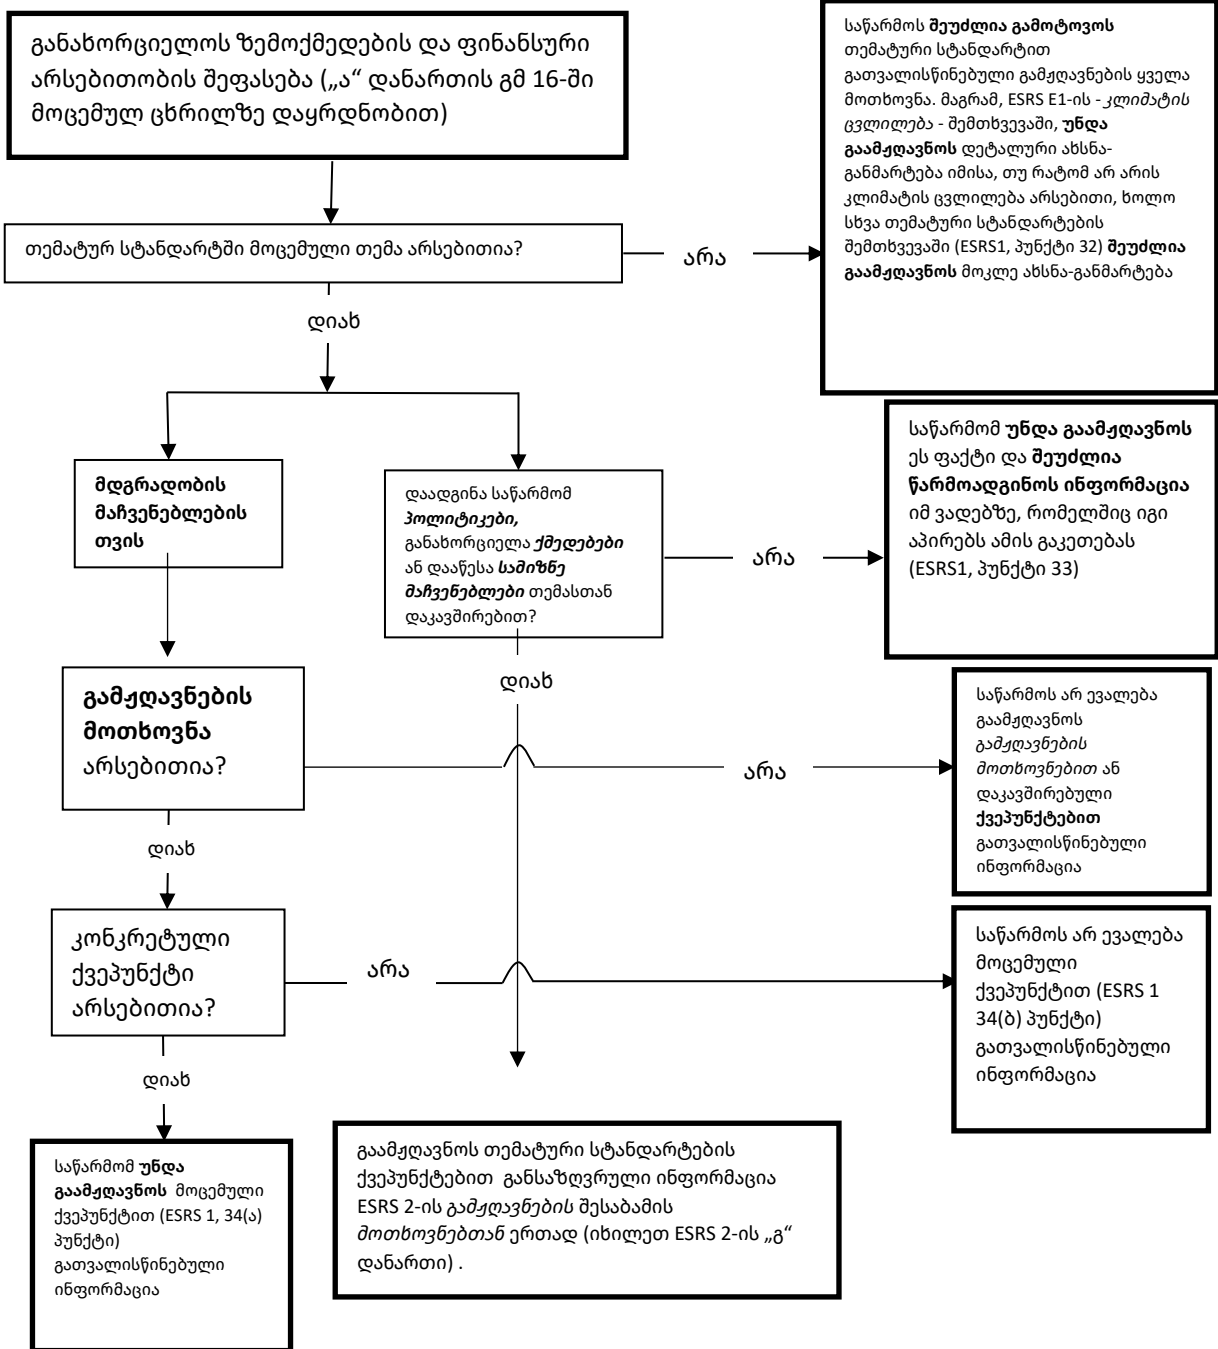 განახორციელოს ზემოქმედების და ფინანსური
არსებითობის შეფასება („ა“ დანართის გმ 16-ში
მოცემულ ცხრილზე დაყრდნობით)
საწარმოს შეუძლია გამოტოვოს
თემატური სტანდარტით
გათვალისწინებული გამჟღავნების ყველა
მოთხოვნა. მაგრამ, ESRS E1-ის - კლიმატის
ცვლილება - შემთხვევაში, უნდა
გაამჟღავნოს დეტალური ახსნა-
განმარტება იმისა, თუ რატომ არ არის
კლიმატის ცვლილება არსებითი, ხოლო
სხვა თემატური სტანდარტების
შემთხვევაში (ESRS1, პუნქტი 32) შეუძლია
გაამჟღავნოს მოკლე ახსნა-განმარტება
თემატურ სტანდარტში მოცემული თემა არსებითია?
არა
დიახ
მდგრადობის
მაჩვენებლების
თვის
დაადგინა საწარმომ
პოლიტიკები,
განახორციელა ქმედებები
ან დააწესა სამიზნე
მაჩვენებლები თემასთან
დაკავშირებით?
არა
საწარმომ უნდა გაამჟღავნოს
ეს ფაქტი და შეუძლია
წარმოადგინოს ინფორმაცია
იმ ვადებზე, რომელშიც იგი
აპირებს ამის გაკეთებას
(ESRS1, პუნქტი 33)
დიახ
გამჟღავნების
მოთხოვნა
არსებითია?
არა
საწარმოს არ ევალება
გაამჟღავნოს
გამჟღავნების
მოთხოვნებით ან
დაკავშირებული
ქვეპუნქტებით
გათვალისწინებული
ინფორმაცია
დიახ
კონკრეტული
ქვეპუნქტი
არსებითია?
არა
საწარმოს არ ევალება
მოცემული
ქვეპუნქტით (ESRS 1
34(ბ) პუნქტი)
გათვალისწინებული
ინფორმაცია
დიახ
საწარმომ უნდა
გაამჟღავნოს მოცემული
ქვეპუნქტით (ESRS 1, 34(ა)
პუნქტი)
გათვალისწინებული
ინფორმაცია
გაამჟღავნოს თემატური სტანდარტების
ქვეპუნქტებით განსაზღვრული ინფორმაცია
ESRS 2-ის გამჟღავნების შესაბამის
მოთხოვნებთან ერთად (იხილეთ ESRS 2-ის „გ“
დანართი) .